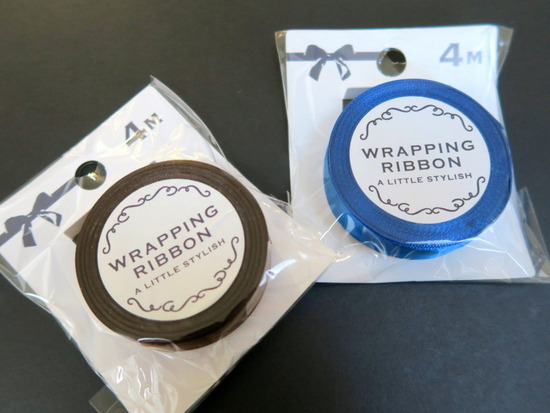 4M
WRAPPING
RIBBON
A LITTLE STYLISH
4M
WRAPPING
RIBBON
A LITTLE STYLISH